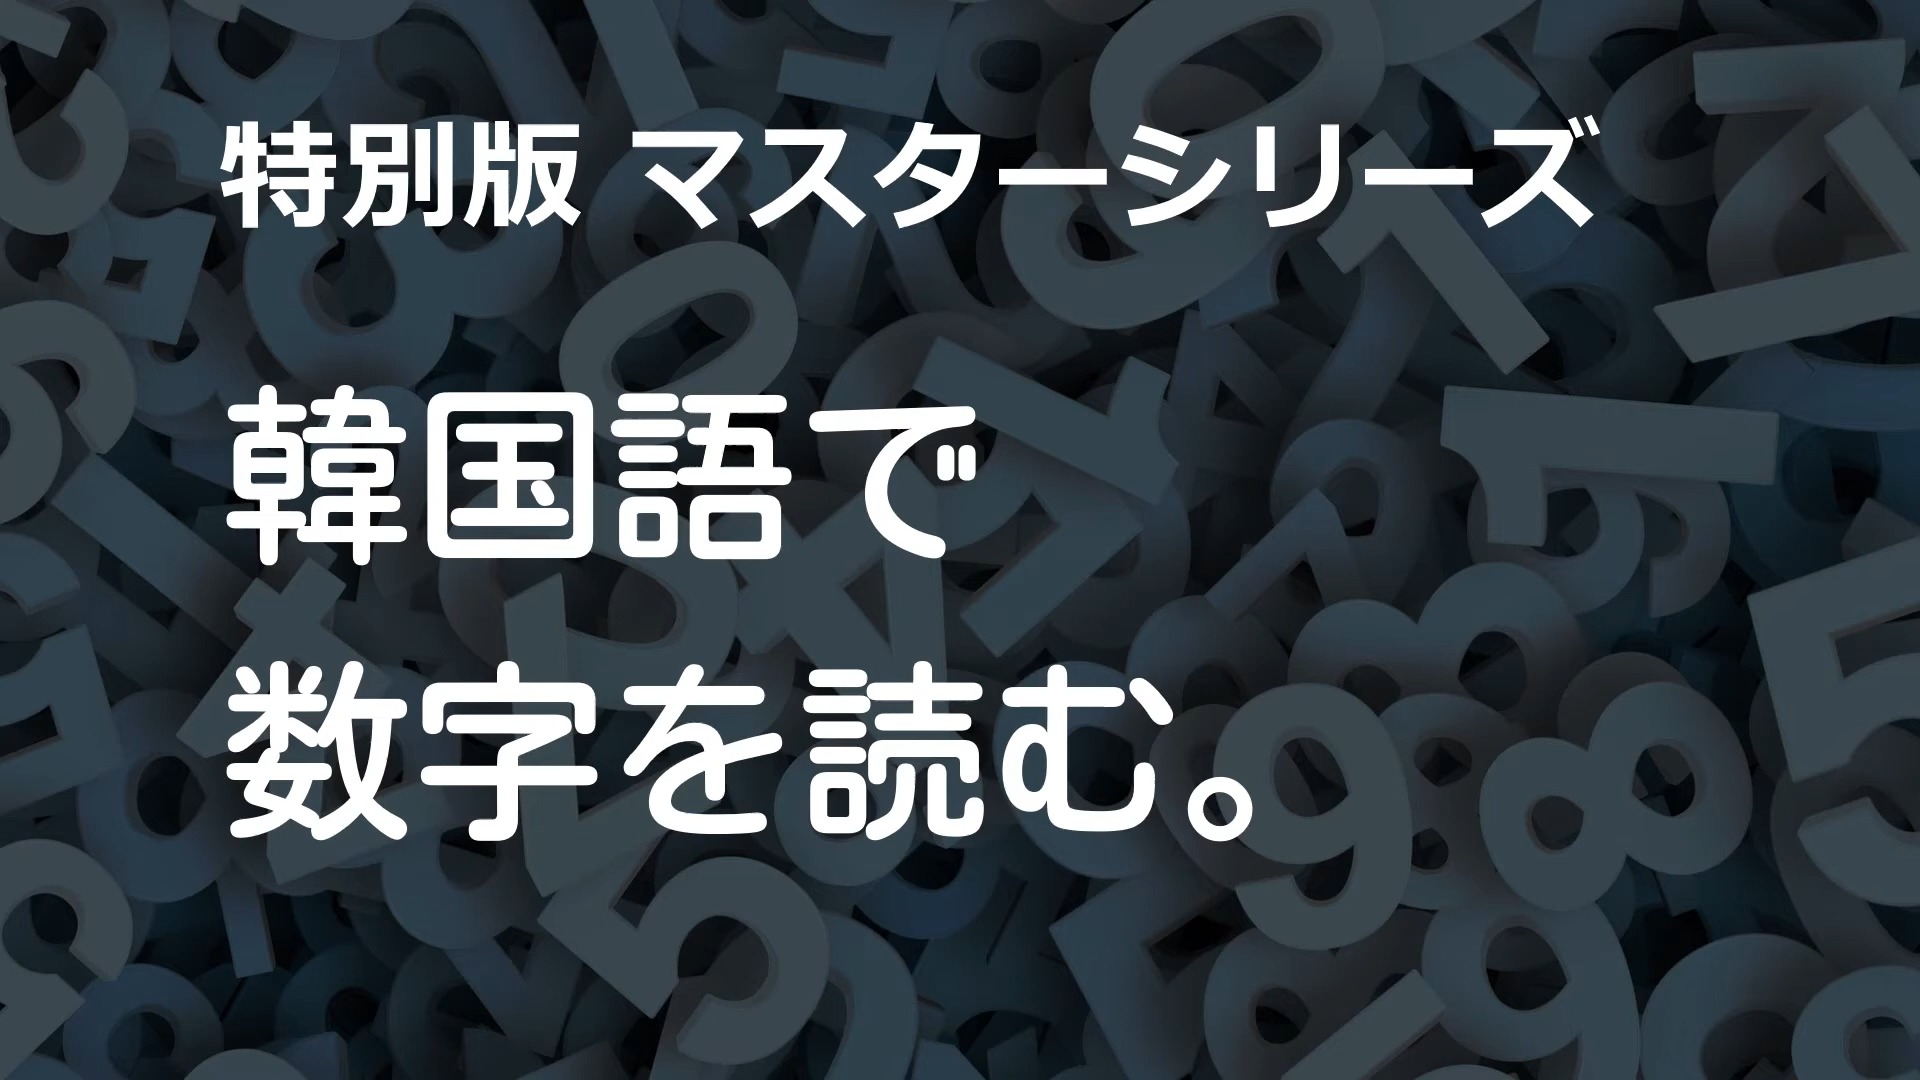 特別版 マスターシリーズ
韓国語で
数字を読む。